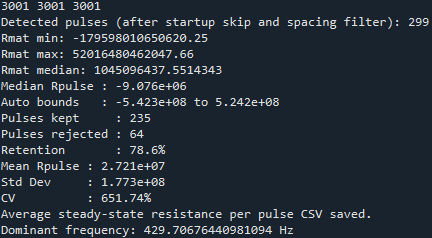 3001 3001 3001
Detected pulses (after startup skip and spacing filter): 299
Rmat min: -179598010650620.25
Rmat max: 52016480462047.66
Rmat median: 1045096437.5514343
Median Rpulse : -9.076e+06
Auto bounds   : -5.423e+08 to 5.242e+08
Pulses kept     : 235
Pulses rejected : 64
Retention       : 78.6%
Mean Rpulse : 2.721e+07
Std Dev     : 1.773e+08
CV          : 651.74%
Average steady-state resistance per pulse CSV saved.
Dominant frequency: 429.70676440981094 Hz